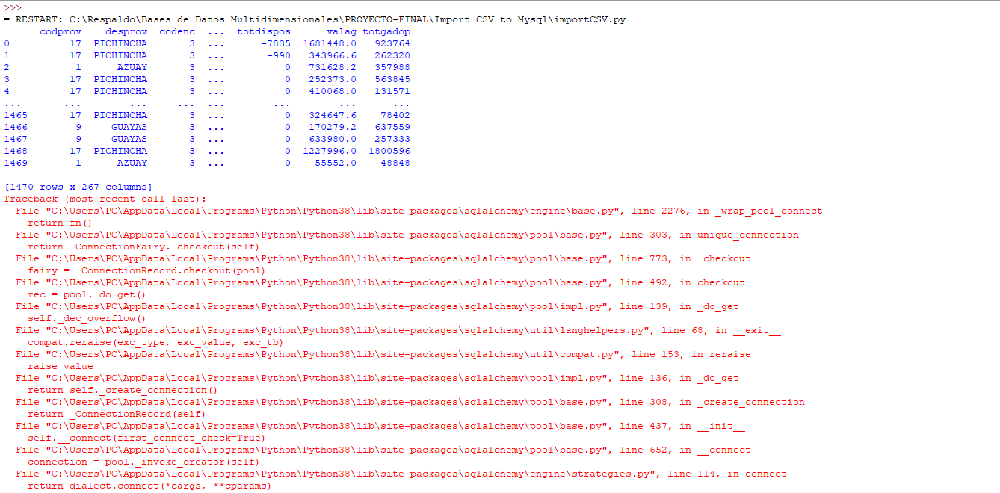 >>>
= RESTART: C:\Respaldo\Bases de Datos Multidimensionales\PROYECTO-FINAL\Import CSV to Mysql\importCSV.py
      codprov    desprov  codenc  ...  totdispos      valag totgadop
0          17  PICHINCHA       3  ...      -7835  1681448.0   923764
1          17  PICHINCHA       3  ...       -990   343966.6   262320
2           1      AZUAY       3  ...          0   731628.2   357988
3          17  PICHINCHA       3  ...          0   252373.0   563845
4          17  PICHINCHA       3  ...          0   410068.0   131571
...       ...        ...     ...  ...        ...        ...      ...
1465       17  PICHINCHA       3  ...          0   324647.6    78402
1466        9     GUAYAS       3  ...          0   170279.2   637559
1467        9     GUAYAS       3  ...          0   633980.0   257333
1468       17  PICHINCHA       3  ...          0  1227996.0  1800596
1469        1      AZUAY       3  ...          0    55552.0    48848
[1470 rows x 267 columns]
Traceback (most recent call last):
  File "C:\Users\PC\AppData\Local\Programs\Python\Python38\lib\site-packages\sqlalchemy\engine\base.py", line 2276, in _wrap_pool_connect
    return fn()
  File "C:\Users\PC\AppData\Local\Programs\Python\Python38\lib\site-packages\sqlalchemy\pool\base.py", line 303, in unique_connection
    return _ConnectionFairy._checkout(self)
  File "C:\Users\PC\AppData\Local\Programs\Python\Python38\lib\site-packages\sqlalchemy\pool\base.py", line 773, in _checkout
    fairy = _ConnectionRecord.checkout(pool)
  File "C:\Users\PC\AppData\Local\Programs\Python\Python38\lib\site-packages\sqlalchemy\pool\base.py", line 492, in checkout
    rec = pool._do_get()
  File "C:\Users\PC\AppData\Local\Programs\Python\Python38\lib\site-packages\sqlalchemy\pool\impl.py", line 139, in _do_get
    self._dec_overflow()
  File "C:\Users\PC\AppData\Local\Programs\Python\Python38\lib\site-packages\sqlalchemy\util\langhelpers.py", line 68, in __exit__
    compat.reraise(exc_type, exc_value, exc_tb)
  File "C:\Users\PC\AppData\Local\Programs\Python\Python38\lib\site-packages\sqlalchemy\util\compat.py", line 153, in reraise
    raise value
  File "C:\Users\PC\AppData\Local\Programs\Python\Python38\lib\site-packages\sqlalchemy\pool\impl.py", line 136, in _do_get
    return self._create_connection()
  File "C:\Users\PC\AppData\Local\Programs\Python\Python38\lib\site-packages\sqlalchemy\pool\base.py", line 308, in _create_connection
    return _ConnectionRecord(self)
  File "C:\Users\PC\AppData\Local\Programs\Python\Python38\lib\site-packages\sqlalchemy\pool\base.py", line 437, in __init__
    self.__connect(first_connect_check=True)
  File "C:\Users\PC\AppData\Local\Programs\Python\Python38\lib\site-packages\sqlalchemy\pool\base.py", line 652, in __connect
    connection = pool._invoke_creator(self)
  File "C:\Users\PC\AppData\Local\Programs\Python\Python38\lib\site-packages\sqlalchemy\engine\strategies.py", line 114, in connect
    return dialect.connect(*cargs, **cparams)